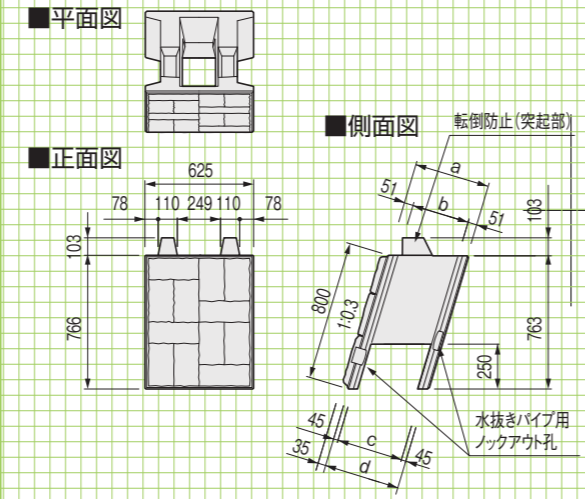 ■平面図
■正面図
625
78 110 249 110 78
103
766
■側面図
転倒防止(突起部)
a
51 b 51
103
800
1:0.3
763
250
45 c 45
35 d
水抜きパイプ用
ノックアウト孔